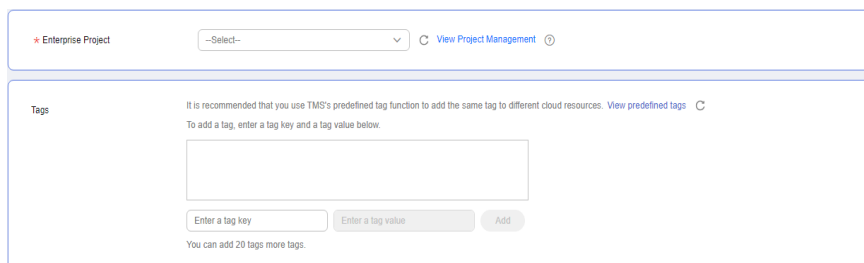 * Enterprise Project
--Select--
View Project Management
?
Tags
It is recommended that you use TMS's predefined tag function to add the same tag to different cloud resources. View predefined tags
To add a tag, enter a tag key and a tag value below.
Enter a tag key
Enter a tag value
Add
You can add 20 tags more tags.